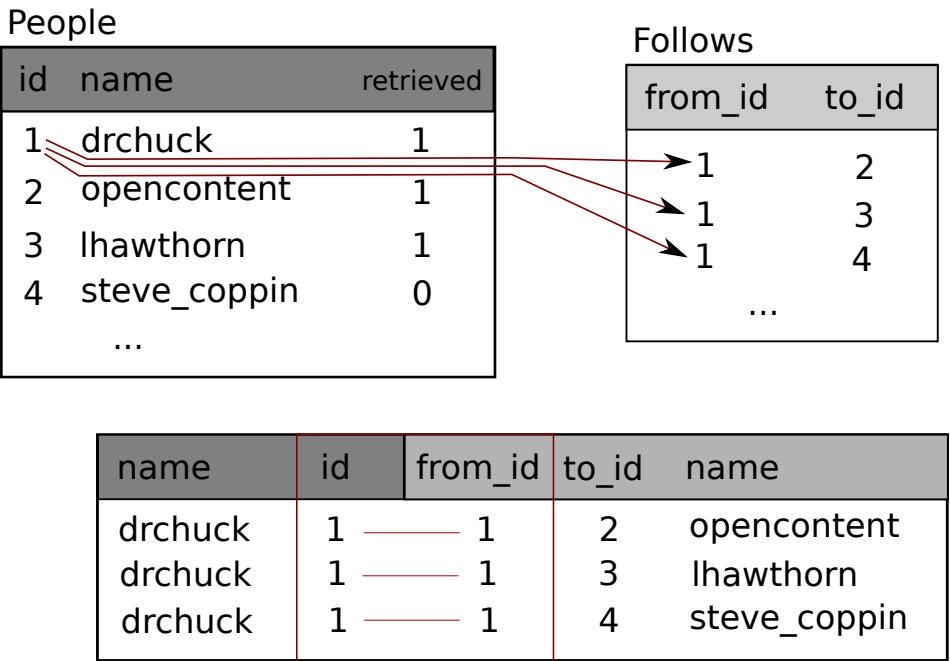 People
id name retrieved
1 drchuck 1
2 opencontent 1
3 lhawthorn 1
4 steve_coppin 0
...
Follows
from_id to_id
1 2
1 3
1 4
...
name id from_id to_id name
drchuck 1 1 2 opencontent
drchuck 1 1 3 lhawthorn
drchuck 1 1 4 steve_coppin